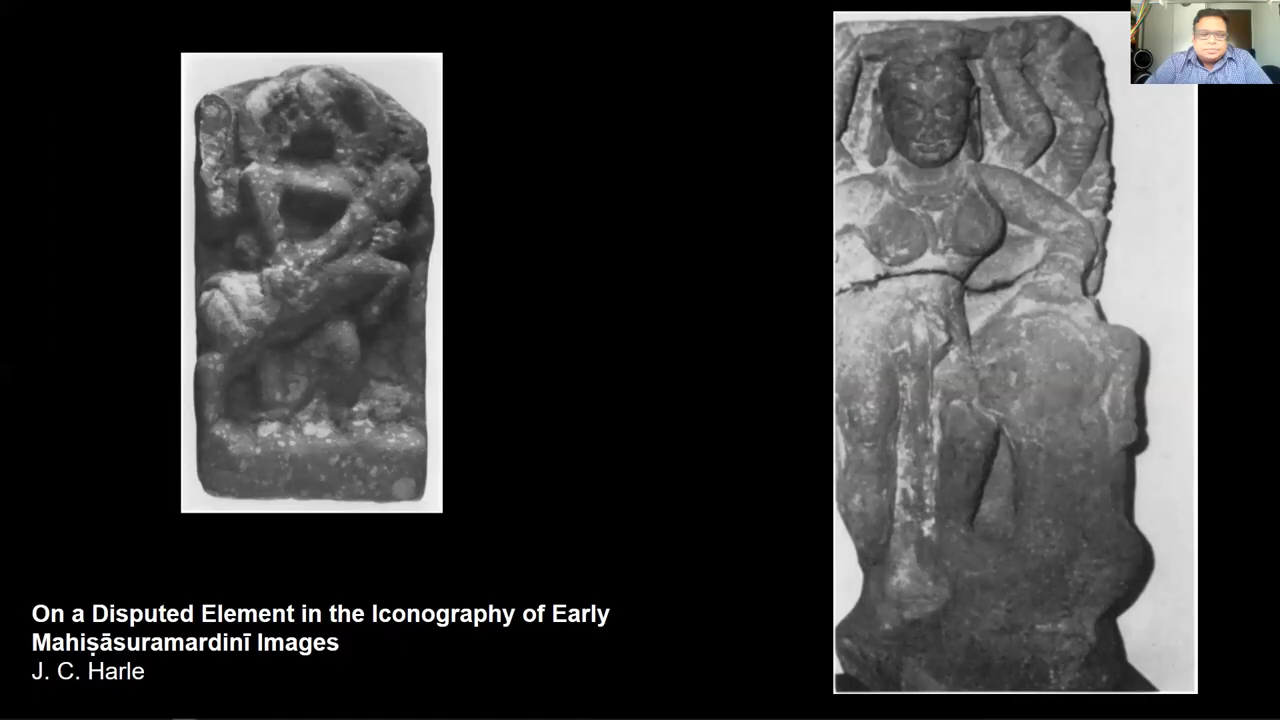 On a Disputed Element in the Iconography of Early
Mahiṣāsuramardinī Images
J. C. Harle